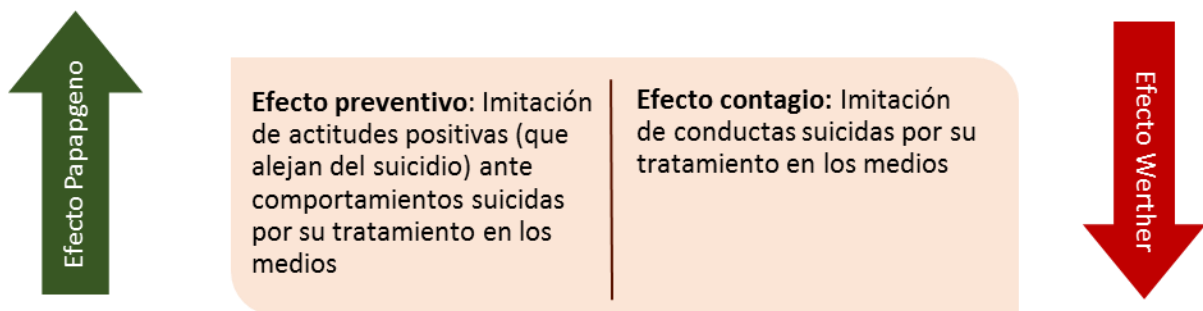 Efecto Papapgeno
Efecto preventivo: Imitación
de actitudes positivas (que
alejan del suicidio) ante
comportamientos suicidas
por su tratamiento en los
medios
Efecto contagio: Imitación
de conductas suicidas por su
tratamiento en los medios
Efecto Werther